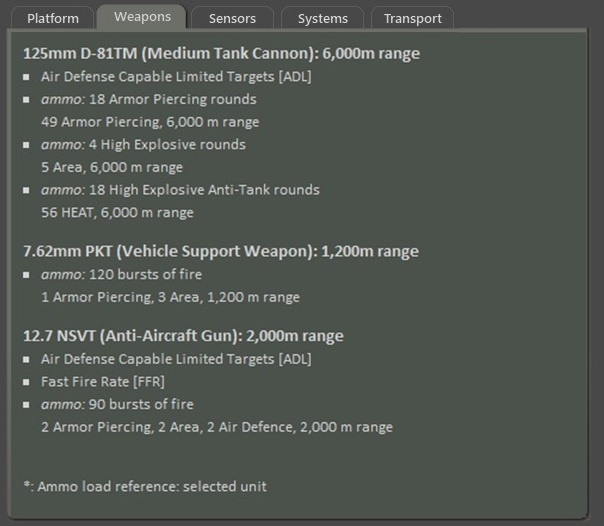 Platform Weapons Sensors Systems Transport
125mm D-81TM (Medium Tank Cannon): 6,000m range
Air Defense Capable Limited Targets [ADL]
ammo: 18 Armor Piercing rounds
49 Armor Piercing, 6,000 m range
ammo: 4 High Explosive rounds
5 Area, 6,000 m range
ammo: 18 High Explosive Anti-Tank rounds
56 HEAT, 6,000 m range
7.62mm PKT (Vehicle Support Weapon): 1,200m range
ammo: 120 bursts of fire
1 Armor Piercing, 3 Area, 1,200 m range
12.7 NSVT (Anti-Aircraft Gun): 2,000m range
Air Defense Capable Limited Targets [ADL]
Fast Fire Rate [FFR]
ammo: 90 bursts of fire
2 Armor Piercing, 2 Area, 2 Air Defence, 2,000 m range
*: Ammo load reference: selected unit